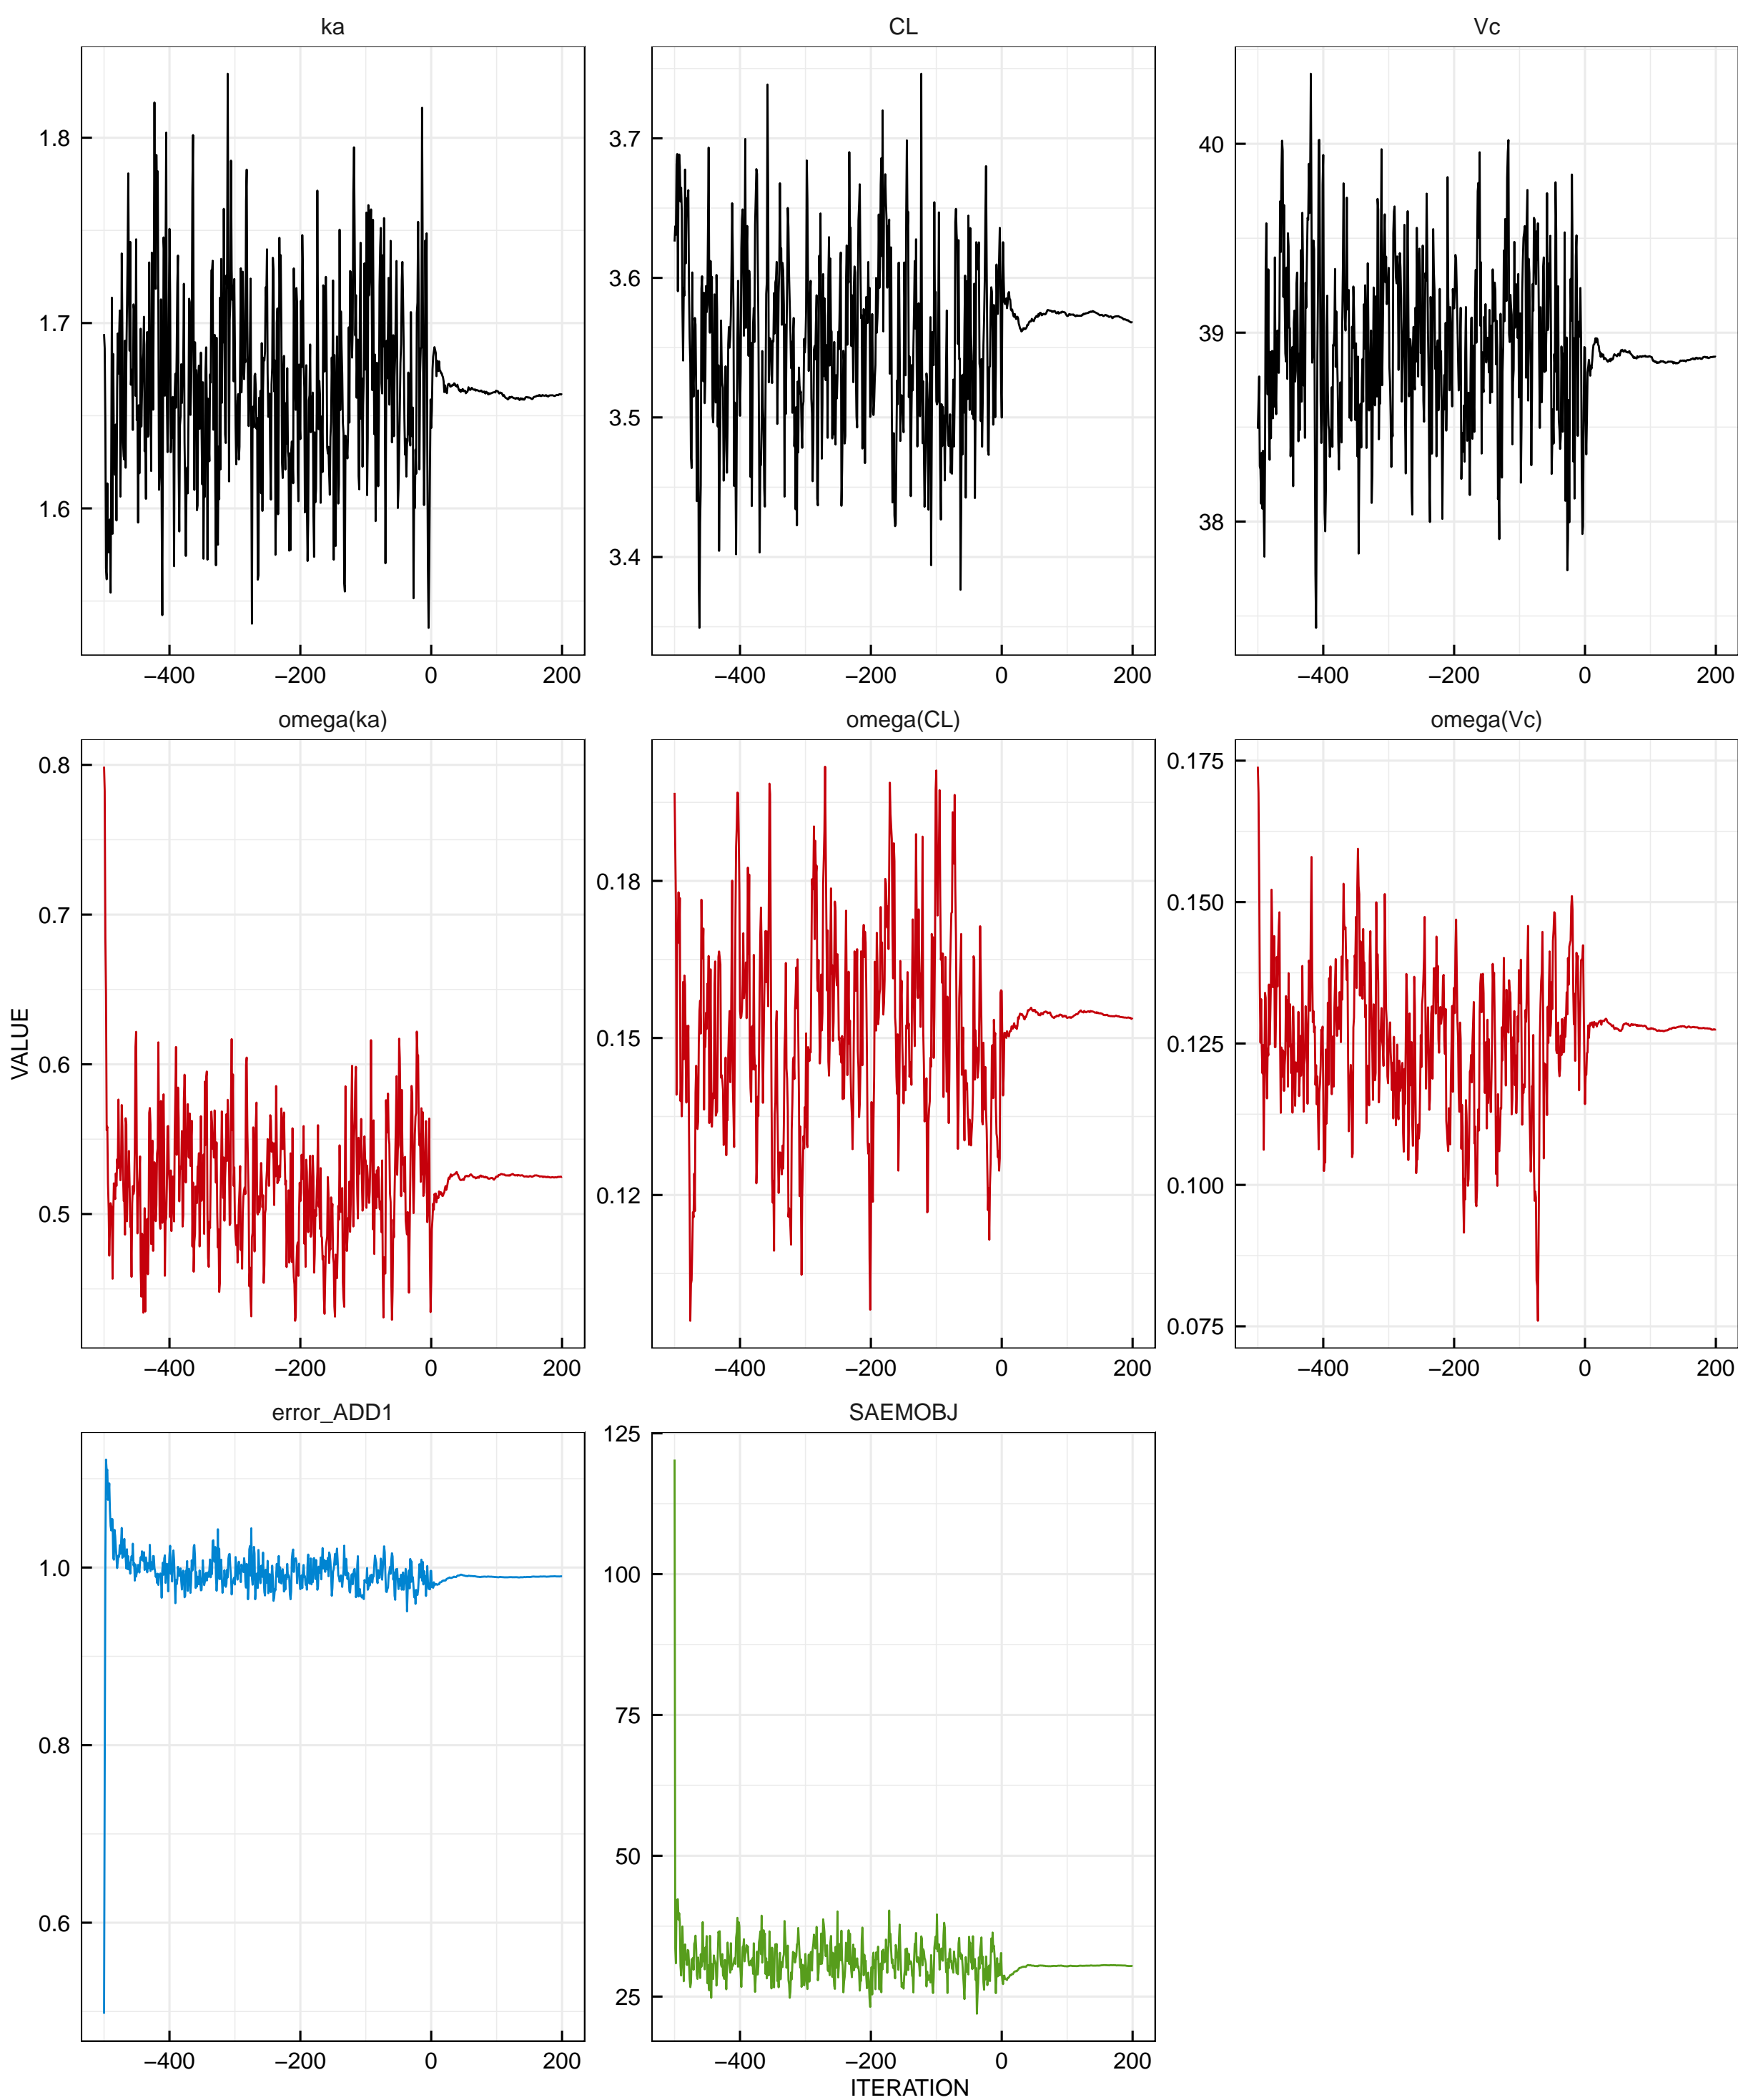 ka CL Vc
1.8 3.7 40
1.7 3.6 39
1.6 3.5 38
3.4
−400 −200 0 200 −400 −200 0 200 −400 −200 0 200
omega(ka) omega(CL) omega(Vc)
0.8 0.18 0.175
0.7 0.15 0.150
0.6 0.12 0.125
0.5 0.100
0.075
VALUE
−400 −200 0 200 −400 −200 0 200 −400 −200 0 200
error_ADD1 SAEMOBJ
1.0 125
0.8 100
0.6 75
50
25
−400 −200 0 200 −400 −200 0 200
ITERATION